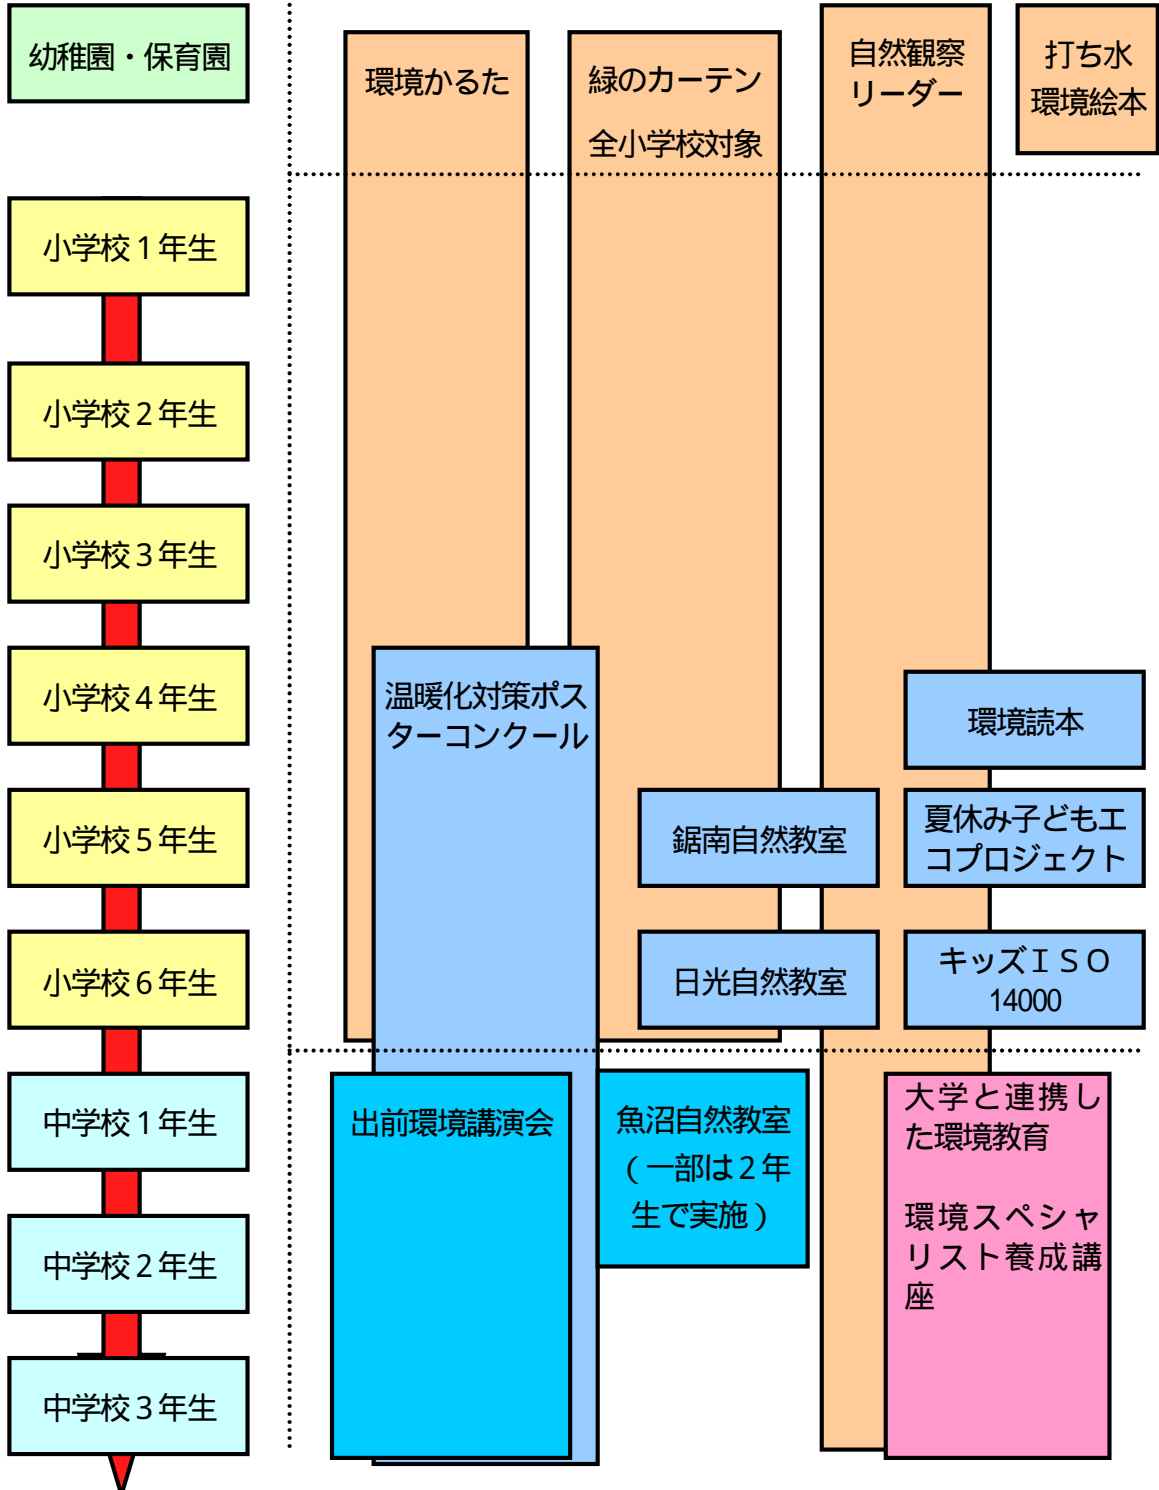 幼稚園・保育園
環境かるた
緑のカーテン
全小学校対象
自然観察
リーダー
打ち水
環境絵本
小学校１年生
小学校２年生
小学校３年生
小学校４年生
温暖化対策ポス
ターコンクール
環境読本
小学校５年生
鋸南自然教室
夏休み子どもエ
コプロジェクト
小学校６年生
日光自然教室
キッズＩＳＯ
14000
中学校１年生
出前環境講演会
魚沼自然教室
（一部は２年
生で実施）
大学と連携し
た環境教育
環境スペシャ
リスト養成講
座
中学校２年生
中学校３年生